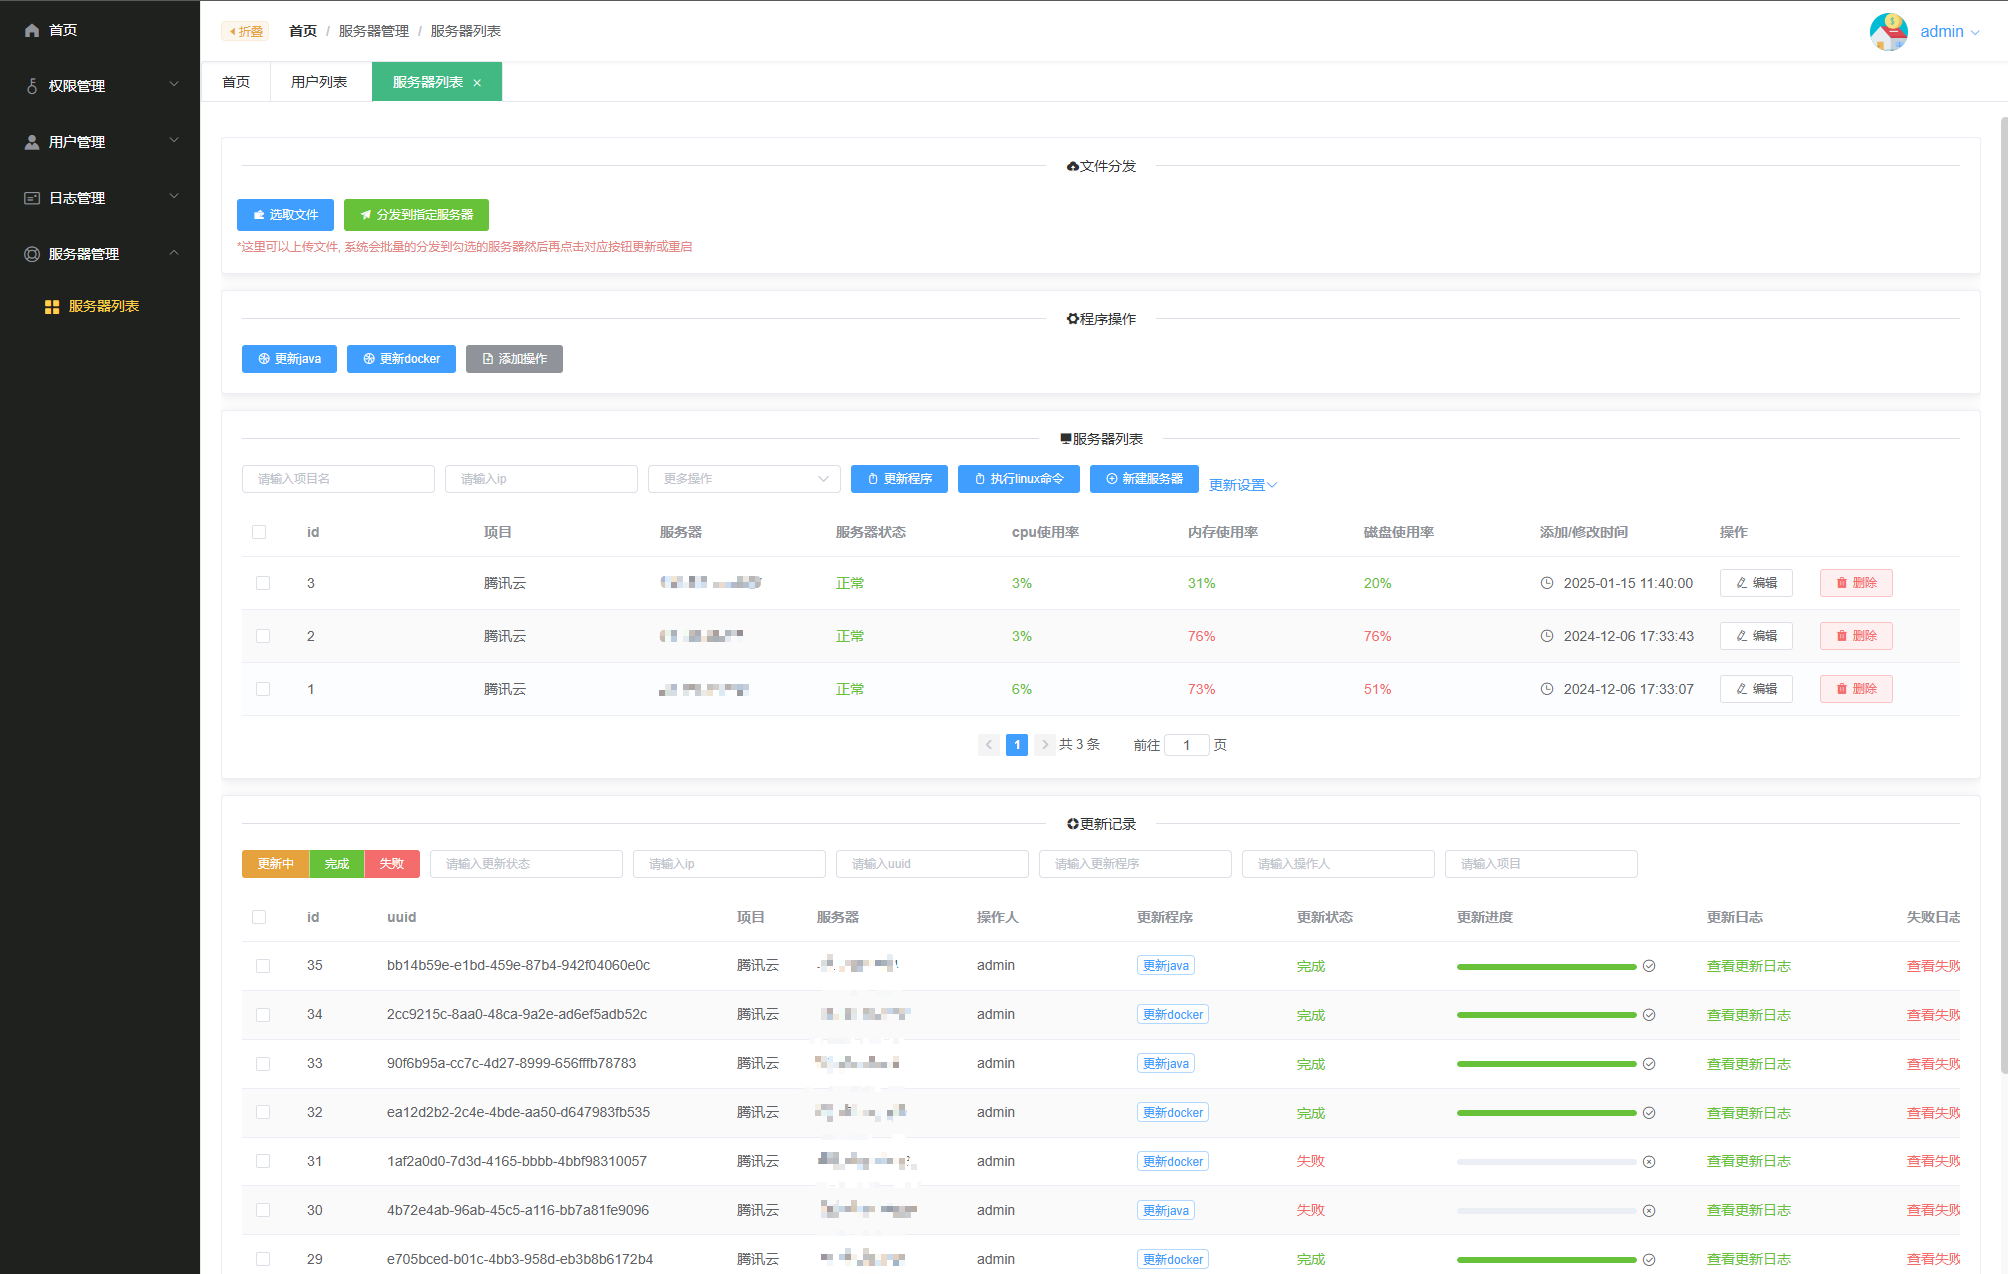 首页
权限管理
用户管理
日志管理
服务器管理
服务器列表
折叠 首页 / 服务器管理 / 服务器列表
admin
首页 用户列表 服务器列表 ×
文件分发
选取文件 分发到指定服务器
*这里可以上传文件, 系统会批量的分发到勾选的服务器然后再点击对应按钮更新或重启
程序操作
更新java 更新docker 添加操作
服务器列表
请输入项目名 请输入ip 更多操作 更新程序 执行linux命令 新建服务器 更新设置
id 项目 服务器 服务器状态 cpu使用率 内存使用率 磁盘使用率 添加/修改时间 操作
3 腾讯云 正常 3% 31% 20% 2025-01-15 11:40:00 编辑 删除
2 腾讯云 正常 3% 76% 76% 2024-12-06 17:33:43 编辑 删除
1 腾讯云 正常 6% 73% 51% 2024-12-06 17:33:07 编辑 删除
1 共 3 条 前往 1 页
更新记录
更新中 完成 失败 请输入更新状态 请输入ip 请输入uuid 请输入更新程序 请输入操作人 请输入项目
id uuid 项目 服务器 操作人 更新程序 更新状态 更新进度 更新日志 失败日志
35 bb14b59e-e1bd-459e-87b4-942f04060e0c 腾讯云 admin 更新java 完成 查看更新日志 查看失败
34 2cc9215c-8aa0-48ca-9a2e-ad6ef5adb52c 腾讯云 admin 更新docker 完成 查看更新日志 查看失败
33 90f6b95a-cc7c-4d27-8999-656fffb78783 腾讯云 admin 更新java 完成 查看更新日志 查看失败
32 ea12d2b2-2c4e-4bde-aa50-d647983fb535 腾讯云 admin 更新docker 完成 查看更新日志 查看失败
31 1af2a0d0-7d3d-4165-bbbb-4bbf98310057 腾讯云 admin 更新docker 失败 查看更新日志 查看失败
30 4b72e4ab-96ab-45c5-a116-bb7a81fe9096 腾讯云 admin 更新java 失败 查看更新日志 查看失败
29 e705bced-b01c-4bb3-958d-eb3b8b6172b4 腾讯云 admin 更新docker 完成 查看更新日志 查看失败